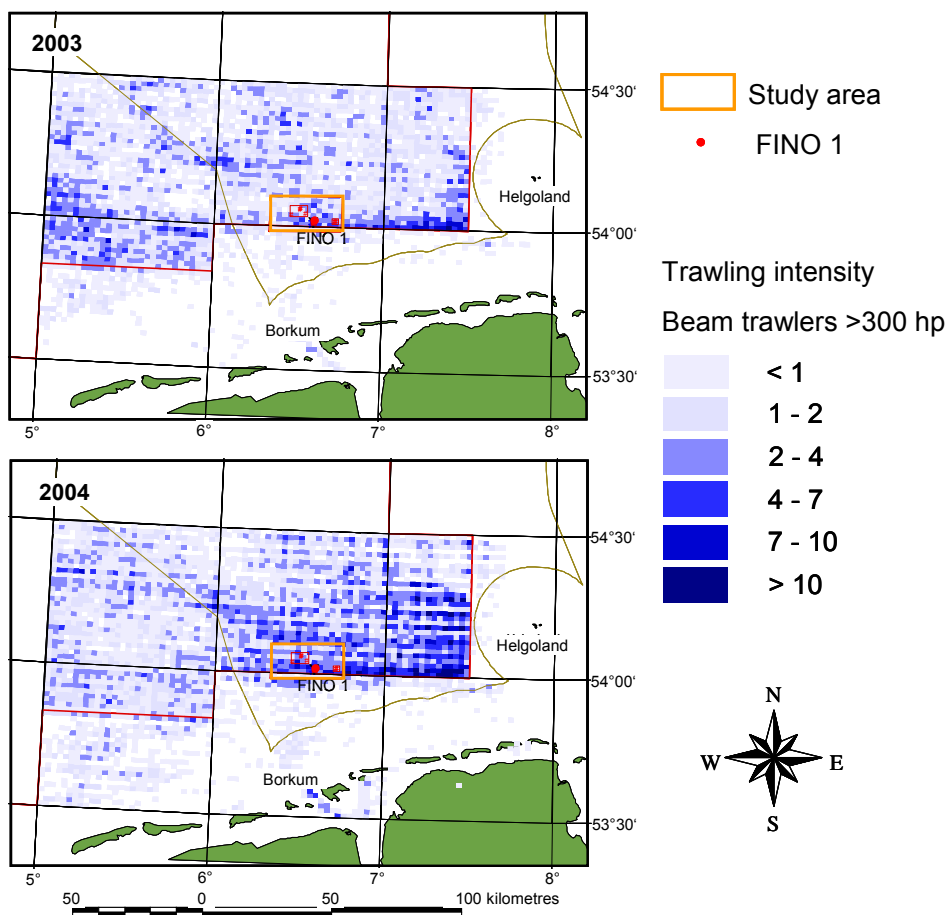 2003
54°30‘
Helgoland
54°00‘
FINO 1
Borkum
53°30‘
5°
6°
7°
8°
2004
54°30‘
Helgoland
54°00‘
FINO 1
Borkum
53°30‘
5°
6°
7°
8°
50
0
50
100 kilometres
Study area
FINO 1
Trawling intensity
Beam trawlers >300 hp
< 1
1 - 2
2 - 4
4 - 7
7 - 10
> 10
N
W
E
S